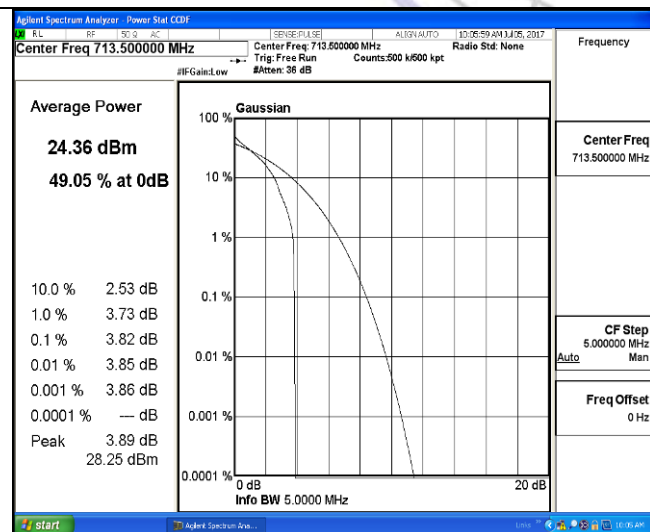 Agilent Spectrum Analyzer - Power Stat CCDF
RL RF 50 Ω AC SENSE:PULSE ALIGN AUTO 10:05:59 AM Jul 05, 2017
Center Freq 713.500000 MHz
Center Freq: 713.500000 MHz Radio Std: None
Trig: Free Run Counts:500 k/500 kpt
#IFGain:Low #Atten: 36 dB
Frequency
Average Power
24.36 dBm
49.05 % at 0dB
10.0 % 2.53 dB
1.0 % 3.73 dB
0.1 % 3.82 dB
0.01 % 3.85 dB
0.001 % 3.86 dB
0.0001 % --- dB
Peak 3.89 dB
28.25 dBm
Gaussian
100 %
10 %
1 %
0.1 %
0.01 %
0.001 %
0.0001 %
0 dB 20 dB
Info BW 5.0000 MHz
Center Freq
713.500000 MHz
CF Step
5.000000 MHz
Auto Man
Freq Offset
0 Hz
start Agilent Spectrum Ana... Links 10:05 AM